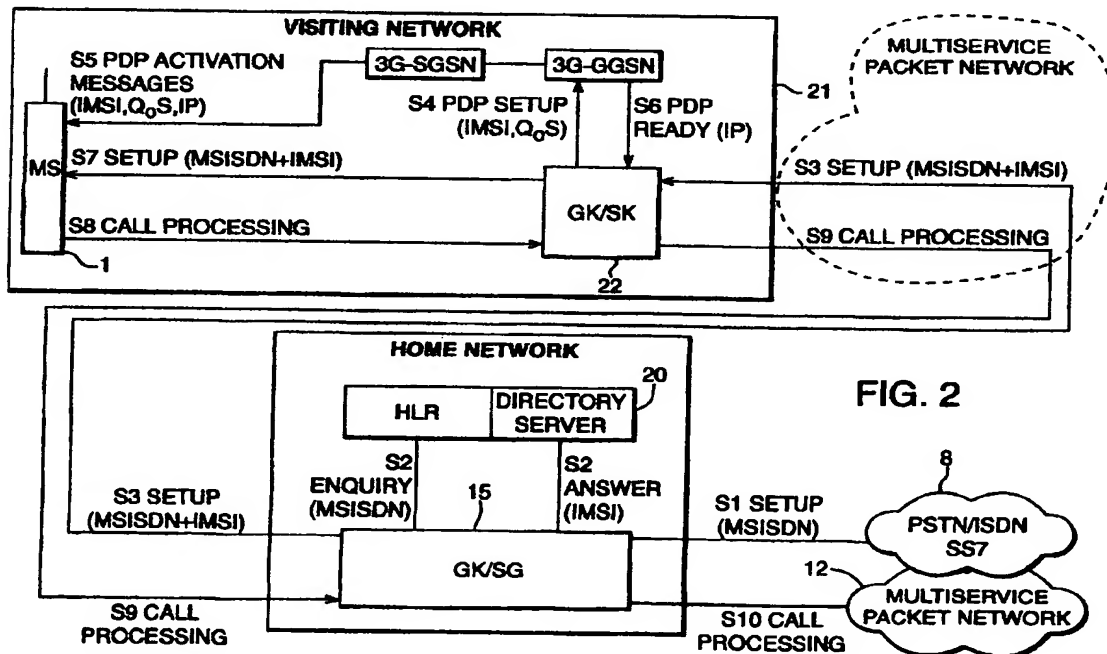 VISITING NETWORK
S5 PDP ACTIVATION
MESSAGES
(IMSI,QoS,IP)
3G-SGSN
3G-GGSN
MULTISERVICE
PACKET NETWORK
21
S4 PDP SETUP
(IMSI,QoS)
S6 PDP
READY (IP)
MS
S7 SETUP (MSISDN+IMSI)
S3 SETUP (MSISDN+IMSI)
GK/SK
S8 CALL PROCESSING
S9 CALL PROCESSING
1
22
HOME NETWORK
20
HLR
DIRECTORY
SERVER
FIG. 2
S2
ENQUIRY
(MSISDN)
15
S2
ANSWER
(IMSI)
8
S3 SETUP
(MSISDN+IMSI)
S1 SETUP
(MSISDN)
PSTN/ISDN
SS7
GK/SG
12
MULTISERVICE
PACKET NETWORK
S9 CALL
PROCESSING
S10 CALL
PROCESSING